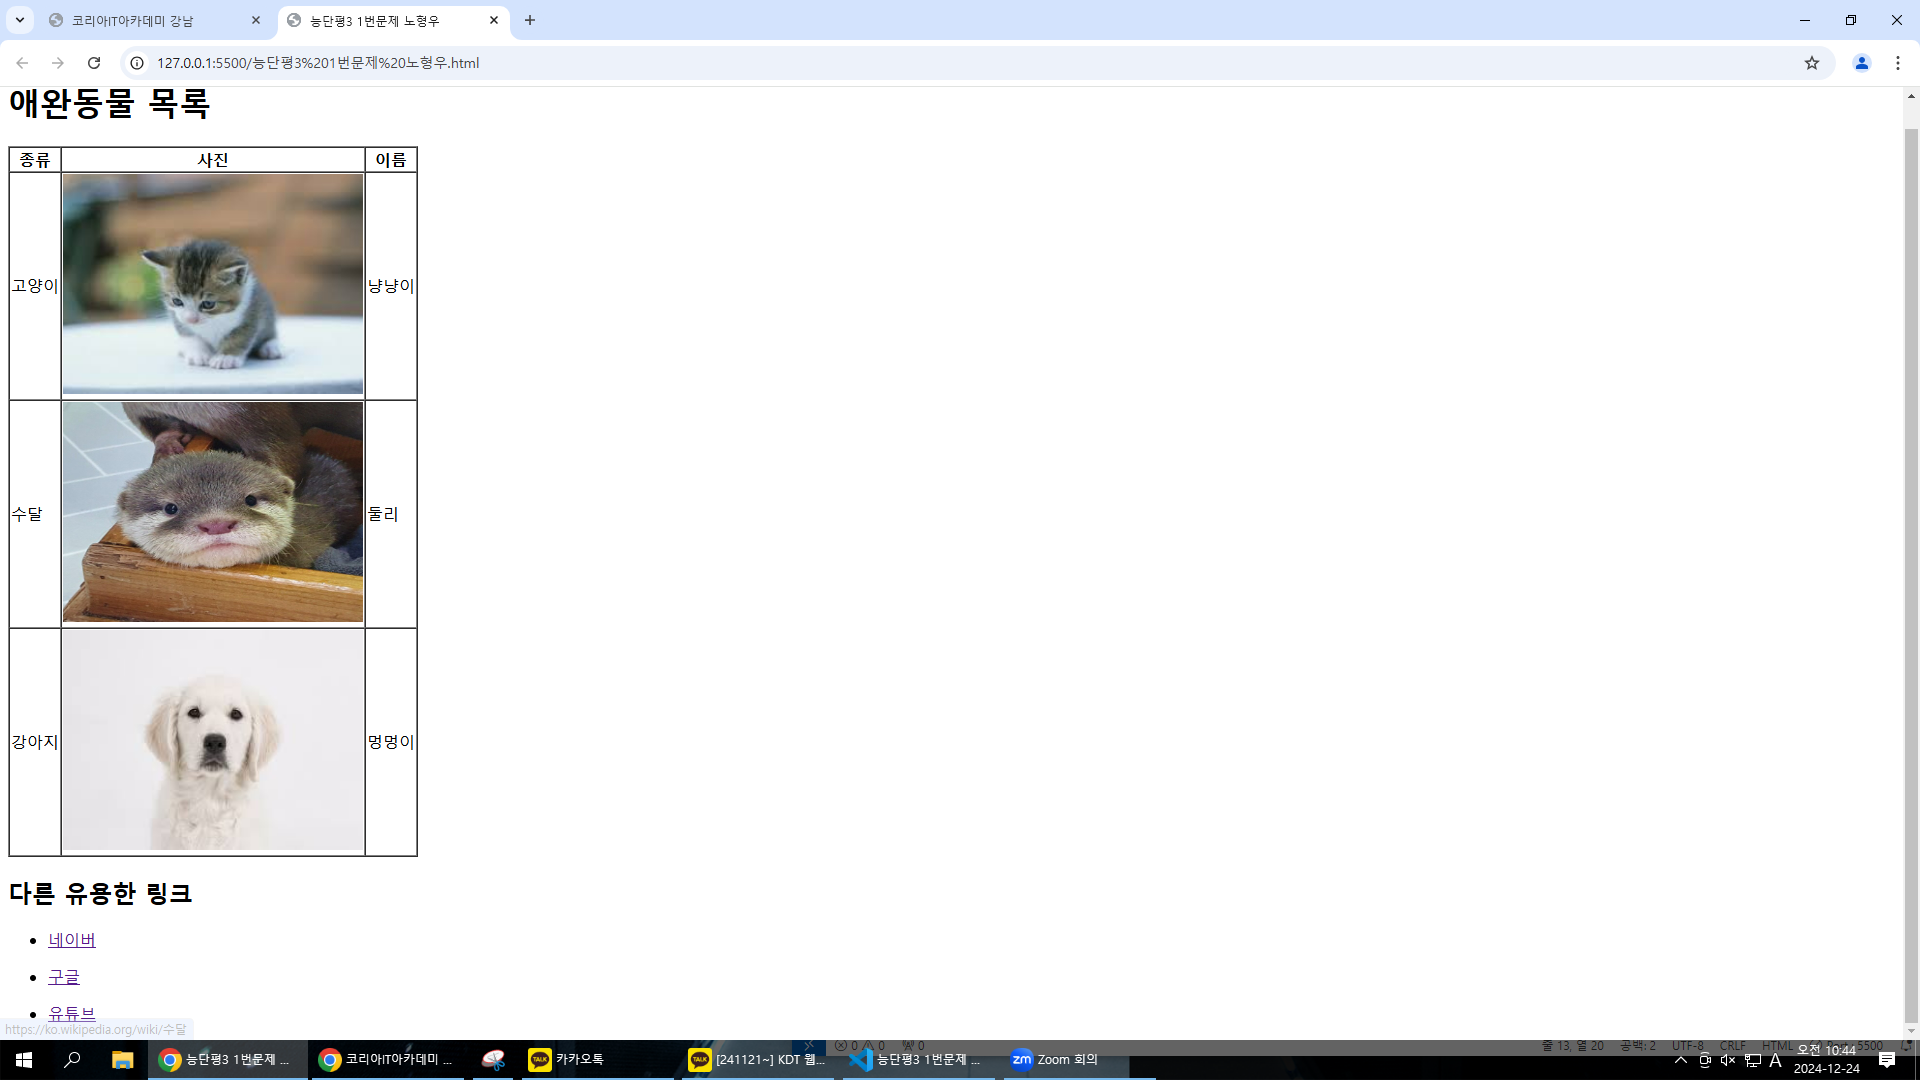 코리아IT아카데미 강남
능단평3 1번문제 노형우
127.0.0.1:5500/능단평3%201번문제%20노형우.html
애완동물 목록
종류 사진 이름
고양이 냥냥이
수달 둘리
강아지 멍멍이
다른 유용한 링크
네이버
구글
유튜브
https://ko.wikipedia.org/wiki/수달
0 0 0 줄 13, 열 20 공백: 2 UTF-8 CRLF HTML 5500
능단평3 1번문제 ...
코리아IT아카데미 ...
TALK 카카오톡
TALK [241121~] KDT 웹...
능단평3 1번문제 ...
zm Zoom 회의
A
오전 10:44
2024-12-24